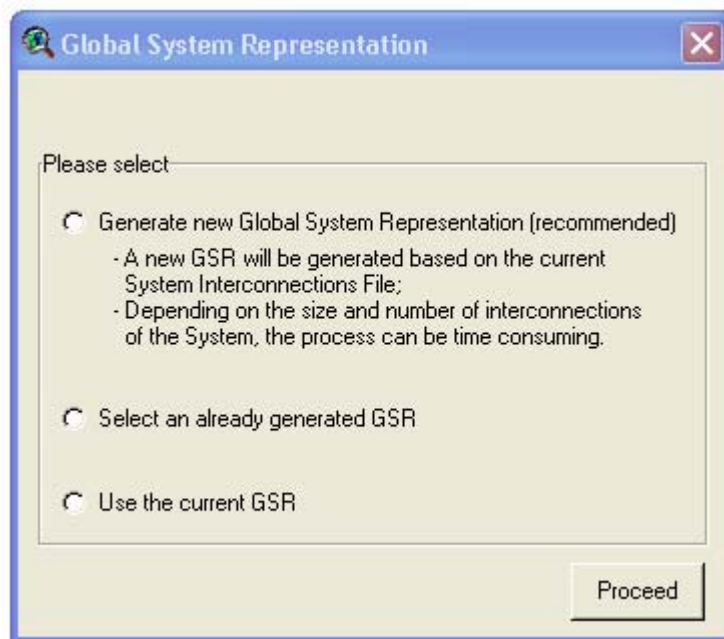 Global System Representation
Please select
Generate new Global System Representation (recommended)
- A new GSR will be generated based on the current
System Interconnections File;
- Depending on the size and number of interconnections
of the System, the process can be time consuming.
Select an already generated GSR
Use the current GSR
Proceed